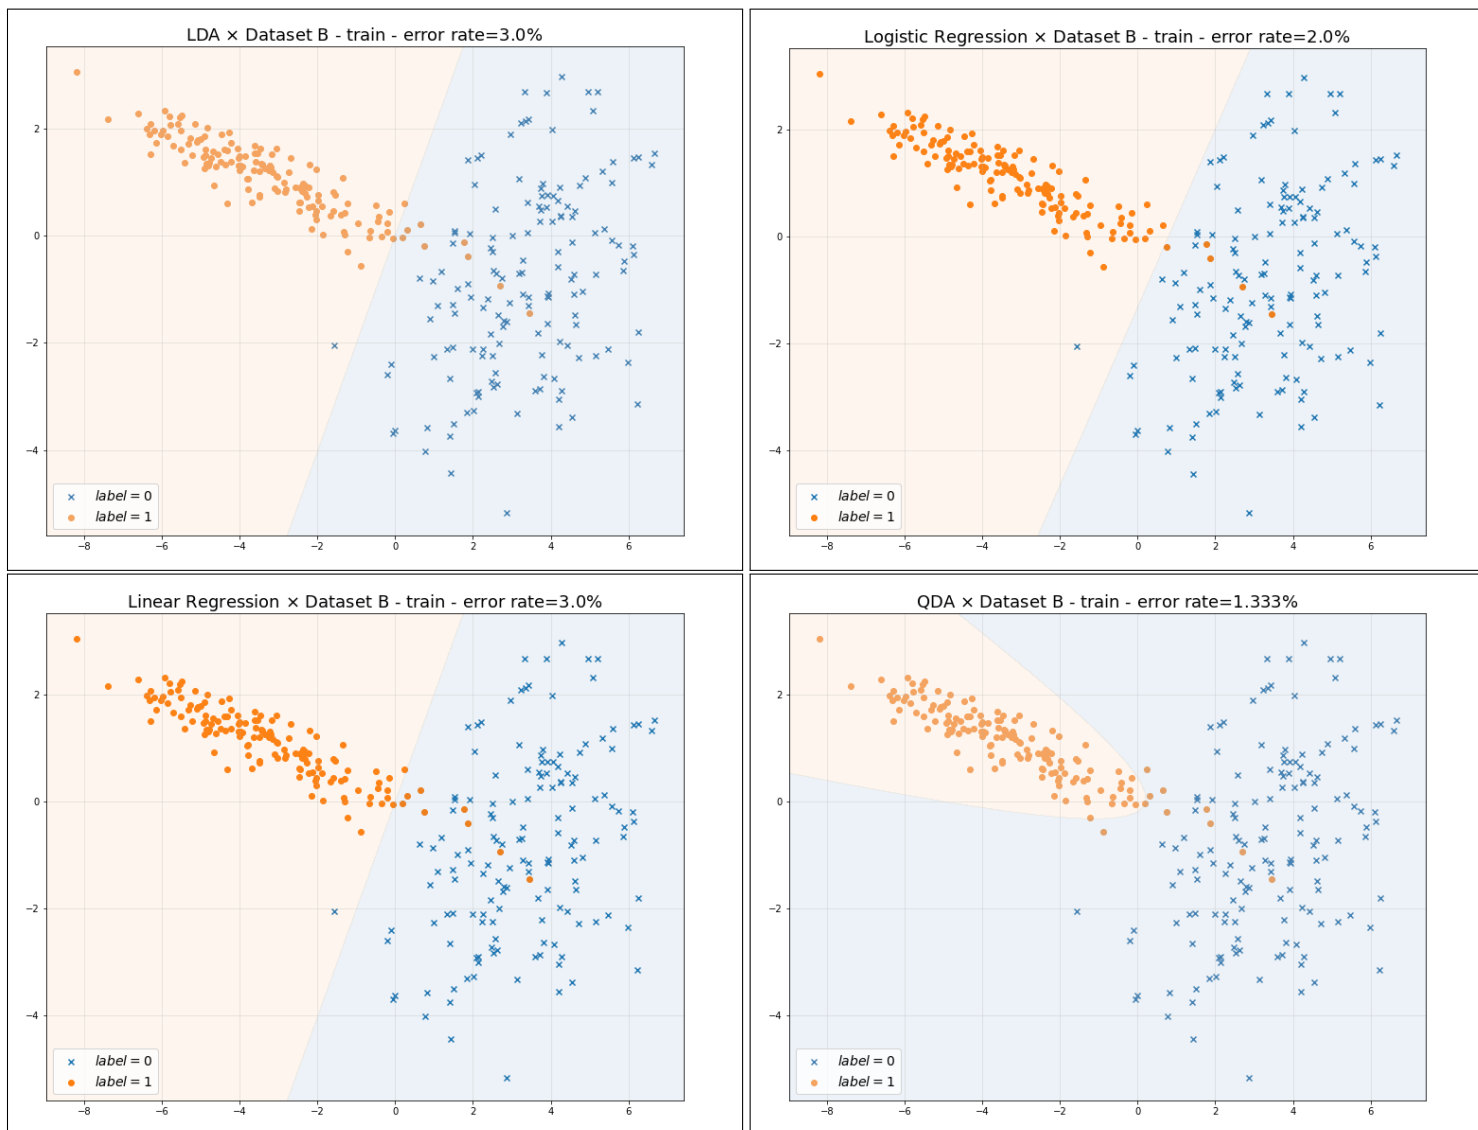 LDA × Dataset B - train - error rate=3.0%
2
0
−2
−4
label = 0
label = 1
−8 −6 −4 −2 0 2 4 6
Logistic Regression × Dataset B - train - error rate=2.0%
2
0
−2
−4
label = 0
label = 1
−8 −6 −4 −2 0 2 4 6
Linear Regression × Dataset B - train - error rate=3.0%
2
0
−2
−4
label = 0
label = 1
−8 −6 −4 −2 0 2 4 6
QDA × Dataset B - train - error rate=1.333%
2
0
−2
−4
label = 0
label = 1
−8 −6 −4 −2 0 2 4 6